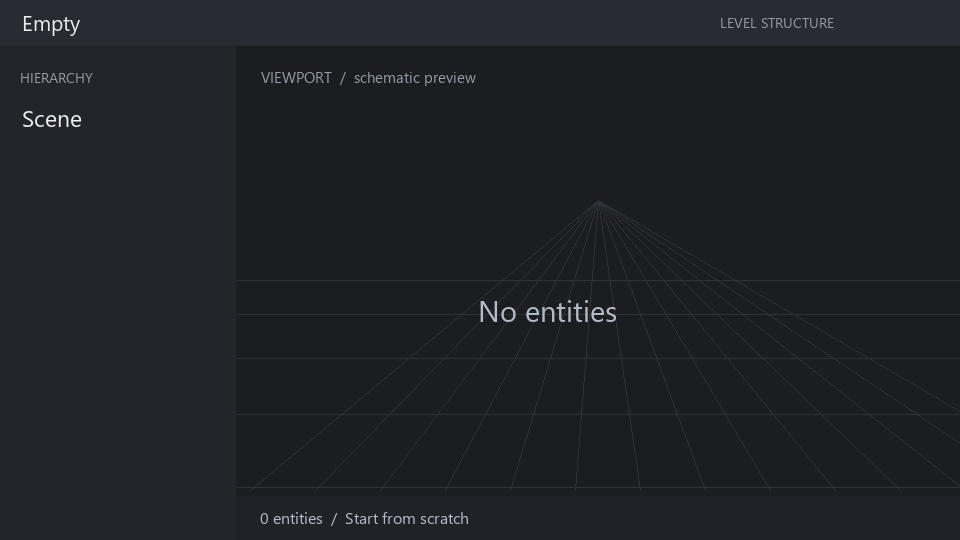 Empty
LEVEL STRUCTURE
HIERARCHY
Scene
VIEWPORT / schematic preview
No entities
0 entities / Start from scratch